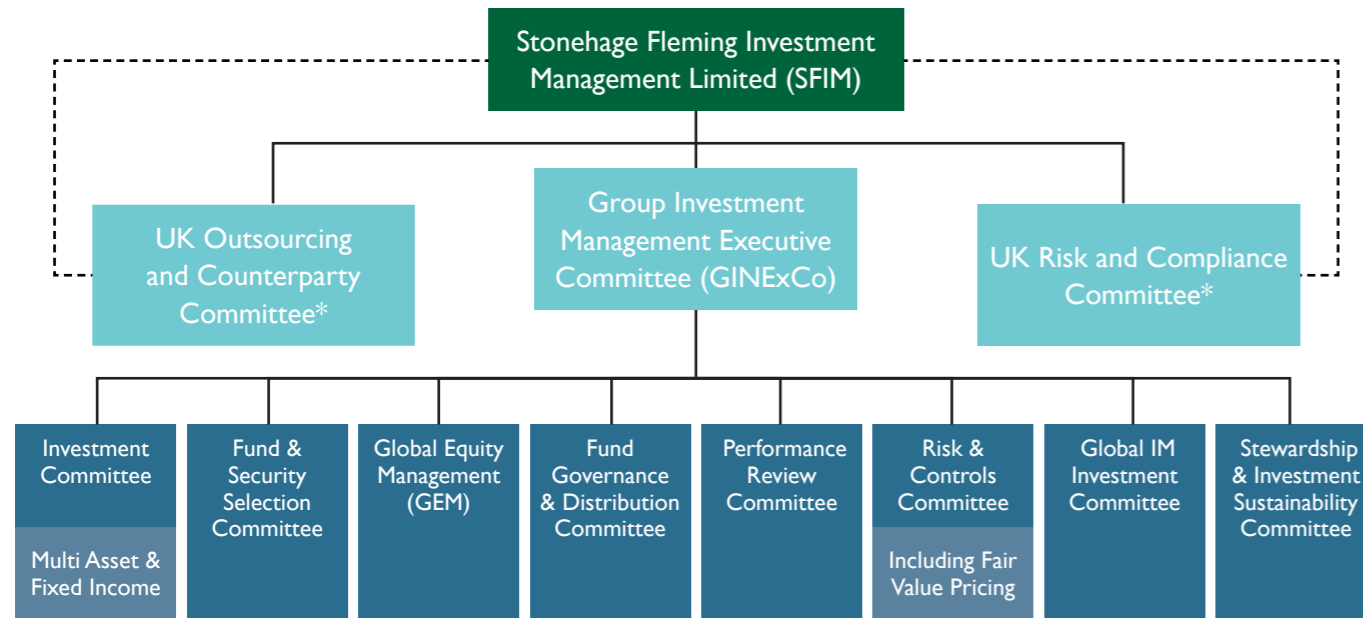 Stonehage Fleming Investment
Management Limited (SFIM)
UK Outsourcing
and Counterparty
Committee*
Group Investment
Management Executive
Committee (GINExCo)
UK Risk and Compliance
Committee*
Investment
Committee
Multi Asset &
Fixed Income
Fund &
Security
Selection
Committee
Global Equity
Management
(GEM)
Fund
Governance
& Distribution
Committee
Performance
Review
Committee
Risk &
Controls
Committee
Including Fair
Value Pricing
Global IM
Investment
Committee
Stewardship
& Investment
Sustainability
Committee